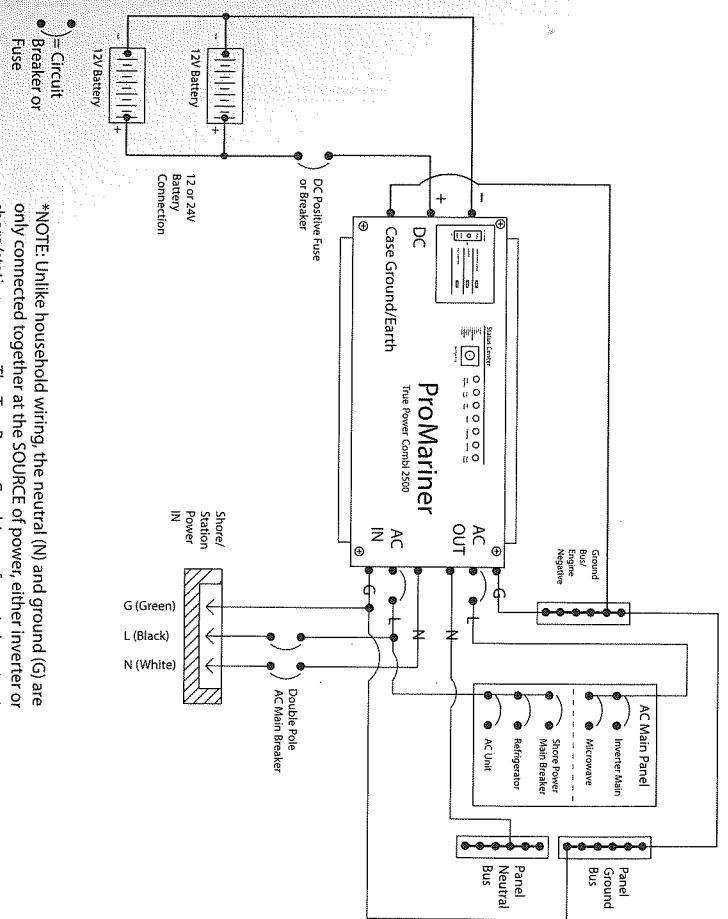 Ground
Bus/
Engine
Negative
AC Main Panel
Inverter Main
Microwave
Shore Power
Main Breaker
Refrigerator
AC Unit
Panel
Ground
Bus
Panel
Neutral
Bus
−
+
DC
Case Ground/Earth
Status Center
ProMariner
True Power Combi 2500
G
AC
OUT
L
N
AC
IN
N
L
G
DC Positive Fuse
or Breaker
12 or 24V
Battery
Connection
−
12V Battery
+
−
12V Battery
+
Shore/
Station
Power
IN
G (Green)
L (Black)
N (White)
Double Pole
AC Main Breaker
= Circuit
Breaker or
Fuse
*NOTE: Unlike household wiring, the neutral (N) and ground (G) are
only connected together at the SOURCE of power, either inverter or